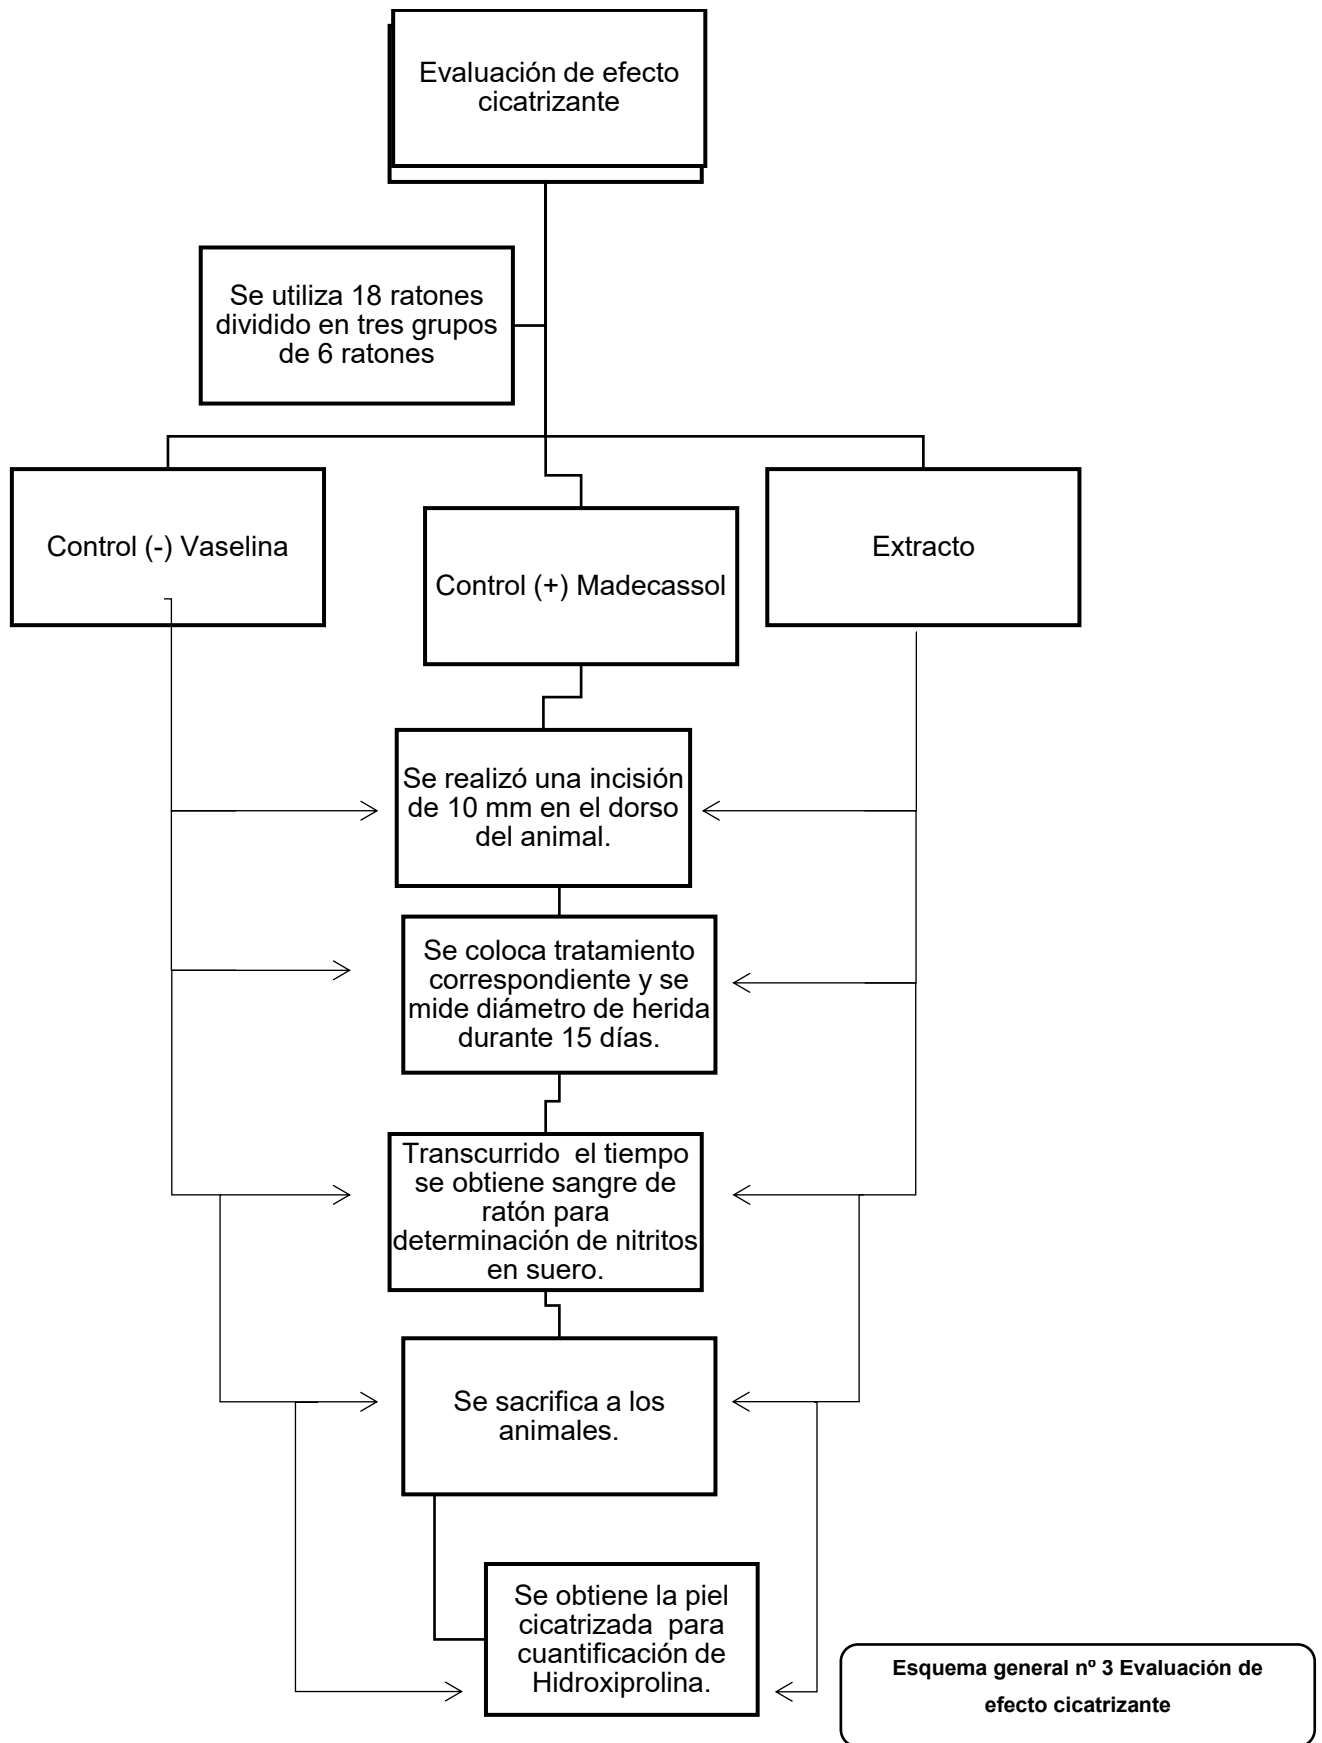 Evaluación de efecto
cicatrizante
Se utiliza 18 ratones
dividido en tres grupos
de 6 ratones
Control (-) Vaselina
Control (+) Madecassol
Extracto
Se realizó una incisión
de 10 mm en el dorso
del animal.
Se coloca tratamiento
correspondiente y se
mide diámetro de herida
durante 15 días.
Transcurrido  el tiempo
se obtiene sangre de
ratón para
determinación de nitritos
en suero.
Se sacrifica a los
animales.
Se obtiene la piel
cicatrizada  para
cuantificación de
Hidroxiprolina.
Esquema general nº 3 Evaluación de
efecto cicatrizante